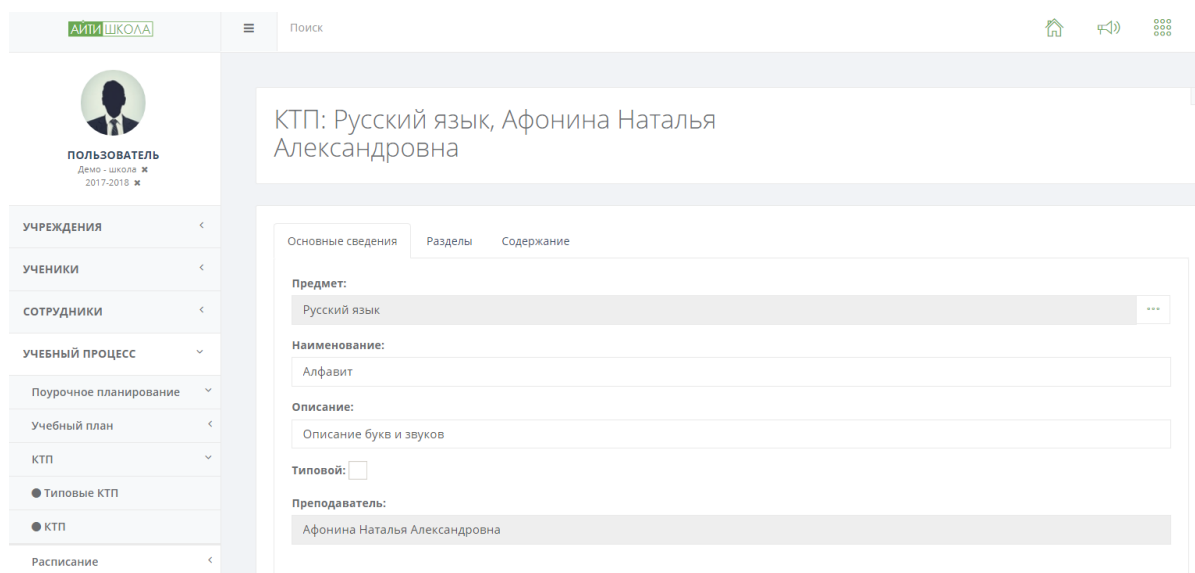 АЙТИ ШКОЛА
Поиск
ПОЛЬЗОВАТЕЛЬ
Демо - школа ✖
2017-2018 ✖
КТП: Русский язык, Афонина Наталья
Александровна
УЧРЕЖДЕНИЯ
УЧЕНИКИ
СОТРУДНИКИ
УЧЕБНЫЙ ПРОЦЕСС
Поурочное планирование
Учебный план
КТП
Типовые КТП
КТП
Расписание
Основные сведения Разделы Содержание
Предмет:
Русский язык
Наименование:
Алфавит
Описание:
Описание букв и звуков
Типовой:
Преподаватель:
Афонина Наталья Александровна